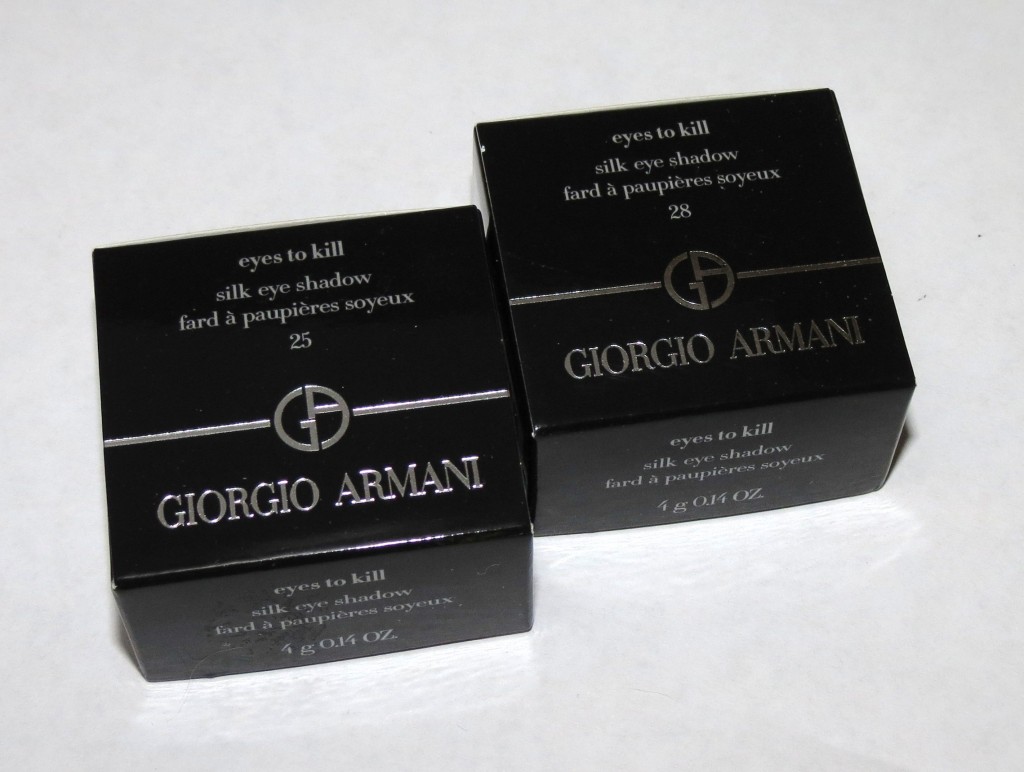 eyes to kill
silk eye shadow
fard à paupières soyeux
25
GA
GIORGIO ARMANI
eyes to kill
silk eye shadow
fard à paupières soyeux
4 g 0.14 OZ.
eyes to kill
silk eye shadow
fard à paupières soyeux
28
GA
GIORGIO ARMANI
eyes to kill
silk eye shadow
fard à paupières soyeux
4 g 0.14 OZ.